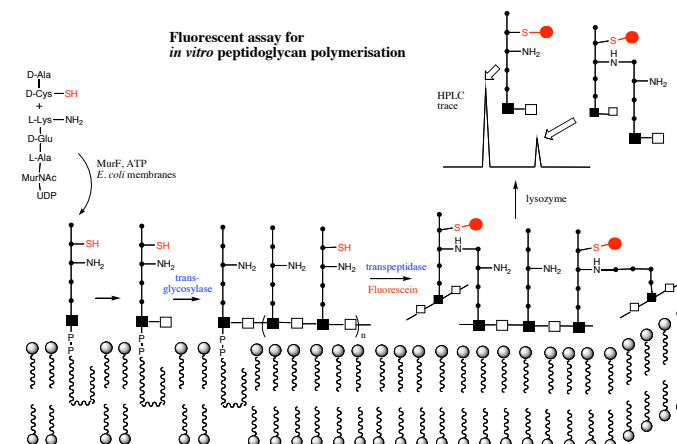 Fluorescent assay for
in vitro peptidoglycan polymerisation
D-Ala
D-Cys SH
+
L-Lys NH2
D-Glu
L-Ala
MurNAc
UDP
MurF, ATP
E. coli membranes
SH
NH2
P
P
SH
NH2
P
P
trans-
glycosylase
NH2
NH2
SH
NH2
n
P
P
transpeptidase
Fluorescein
S
H
N
NH2
NH2
S
H
N
lysozyme
HPLC
trace
S
NH2
S
H
N
NH2